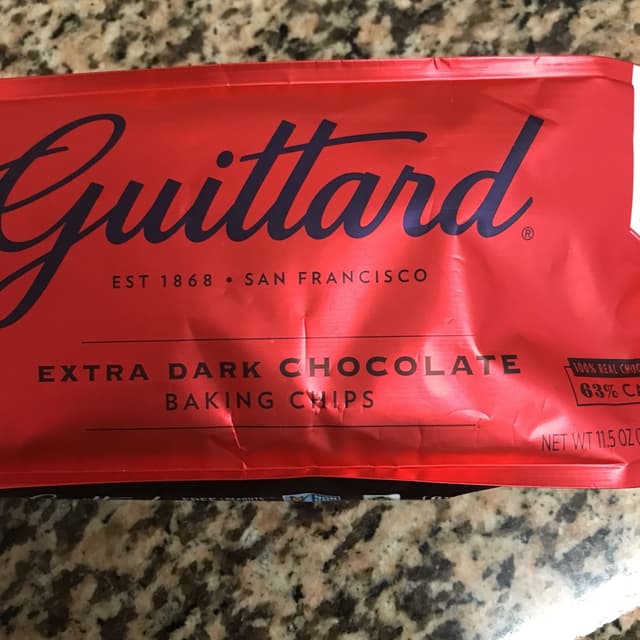 Guittard®
EST 1868 • SAN FRANCISCO
EXTRA DARK CHOCOLATE
BAKING CHIPS
100% REAL
63%
NET WT 11.5 OZ